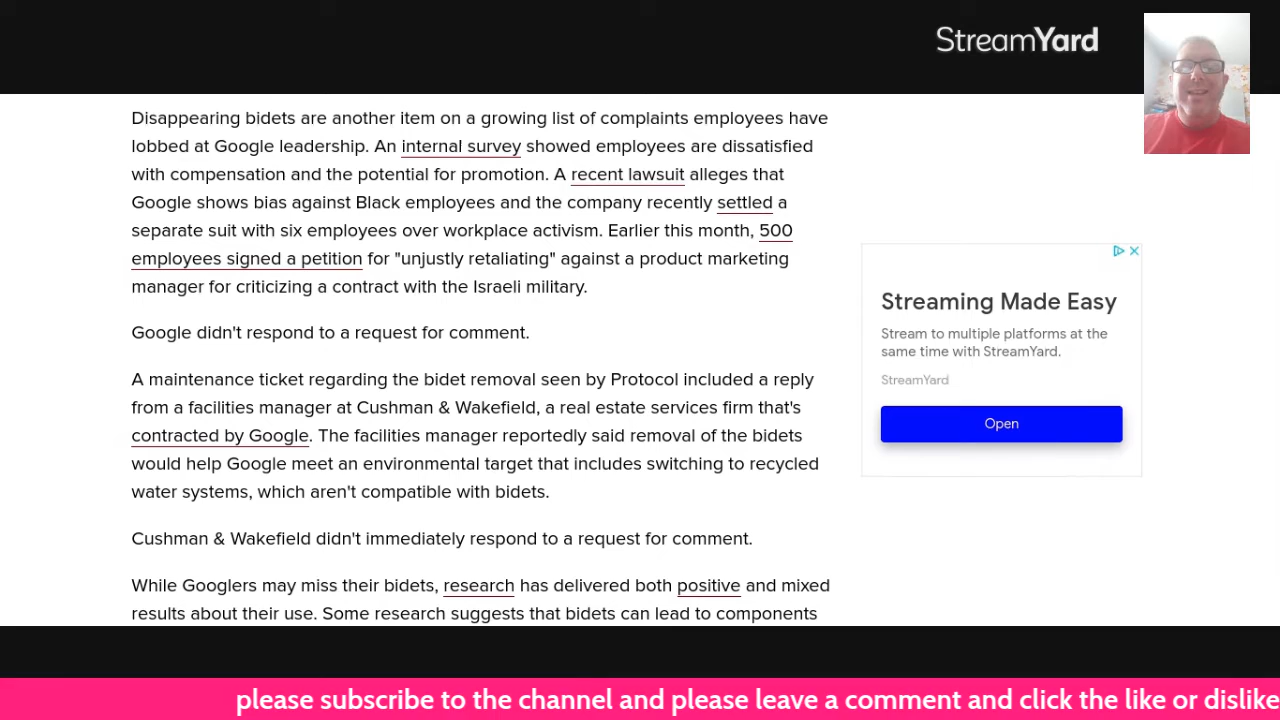 StreamYard
Disappearing bidets are another item on a growing list of complaints employees have
lobbed at Google leadership. An internal survey showed employees are dissatisfied
with compensation and the potential for promotion. A recent lawsuit alleges that
Google shows bias against Black employees and the company recently settled a
separate suit with six employees over workplace activism. Earlier this month, 500
employees signed a petition for "unjustly retaliating" against a product marketing
manager for criticizing a contract with the Israeli military.
Google didn't respond to a request for comment.
A maintenance ticket regarding the bidet removal seen by Protocol included a reply
from a facilities manager at Cushman & Wakefield, a real estate services firm that's
contracted by Google. The facilities manager reportedly said removal of the bidets
would help Google meet an environmental target that includes switching to recycled
water systems, which aren't compatible with bidets.
Cushman & Wakefield didn't immediately respond to a request for comment.
While Googlers may miss their bidets, research has delivered both positive and mixed
results about their use. Some research suggests that bidets can lead to components
Streaming Made Easy
Stream to multiple platforms at the
same time with StreamYard.
StreamYard
Open
please subscribe to the channel and please leave a comment and click the like or dislike